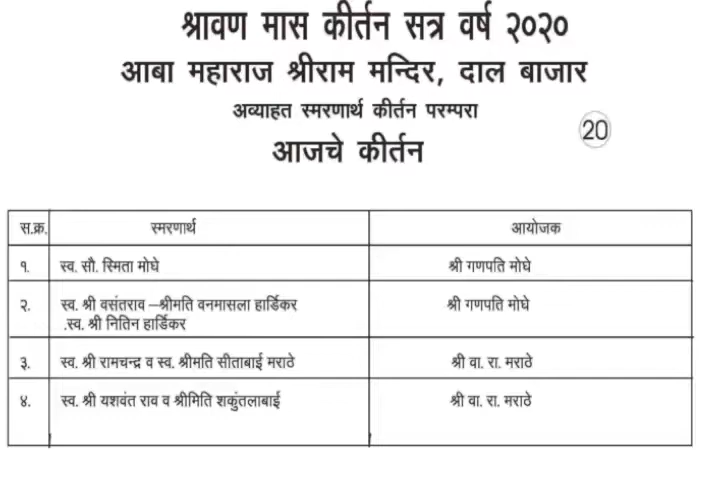 श्रावण मास कीर्तन सत्र वर्ष २०२०
आबा महाराज श्रीराम मन्दिर, दाल बाजार
अव्याहत स्मरणार्थ कीर्तन परम्परा
20
आजचे कीर्तन
स.क्र. स्मरणार्थ आयोजक
१. स्व. सौ. स्मिता मोघे श्री गणपति मोघे
२. स्व. श्री वसंतराव –श्रीमति वनमासला हार्डिकर श्री गणपति मोघे
.स्व. श्री नितिन हार्डिकर
३. स्व. श्री रामचन्द्र व स्व. श्रीमति सीताबाई मराठे श्री वा. रा. मराठे
४. स्व. श्री यशवंत राव व श्रीमिति शकुंतलाबाई श्री वा. रा. मराठे